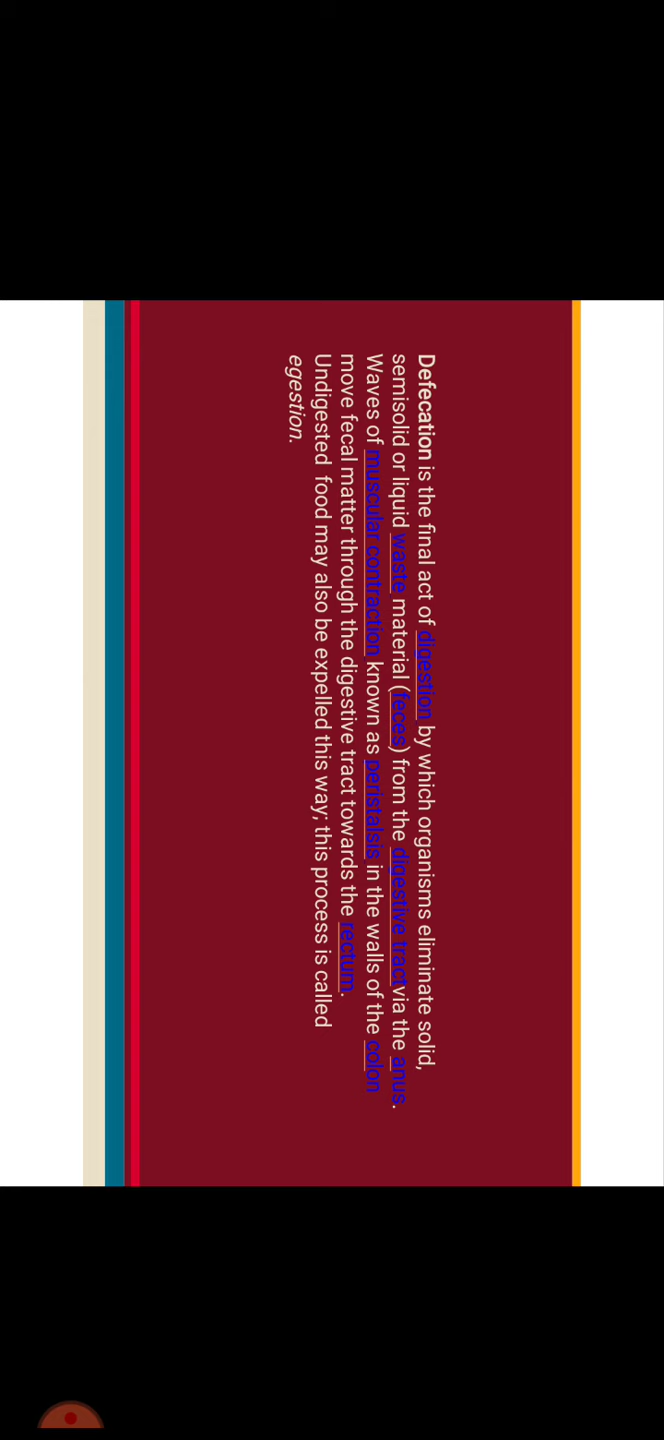 Defecation is the final act of digestion by which organisms eliminate solid,
semisolid or liquid waste material (feces) from the digestive tract via the anus.
Waves of muscular contraction known as peristalsis in the walls of the colon
move fecal matter through the digestive tract towards the rectum.
Undigested food may also be expelled this way; this process is called
egestion.